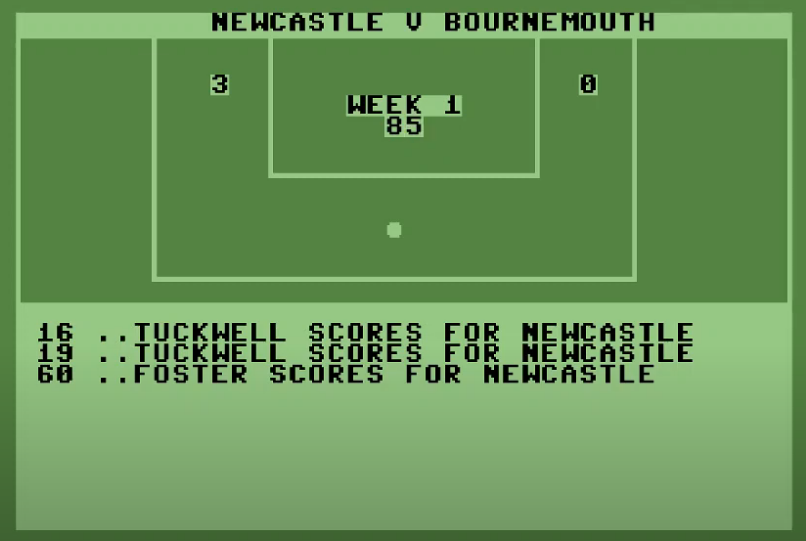 NEWCASTLE V BOURNEMOUTH
3
0
WEEK 1
85
16 ..TUCKWELL SCORES FOR NEWCASTLE
19 ..TUCKWELL SCORES FOR NEWCASTLE
60 ..FOSTER SCORES FOR NEWCASTLE